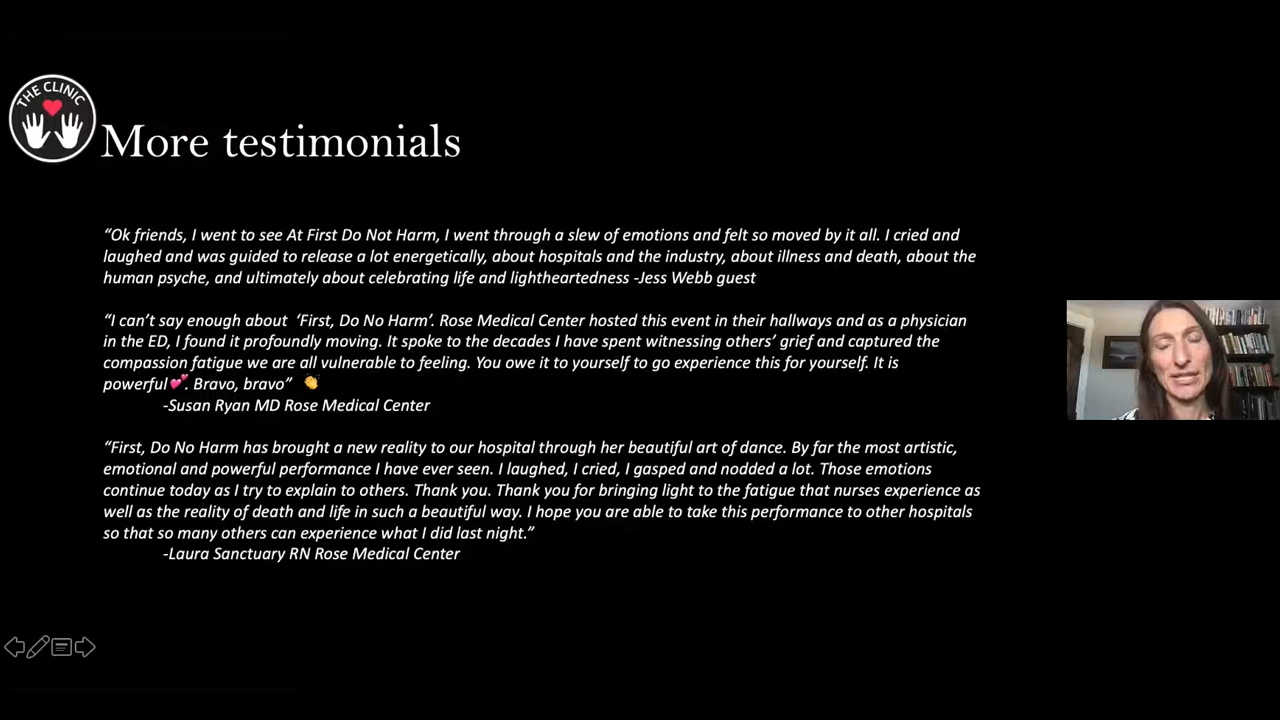 THE CLINIC
More testimonials
“Ok friends, I went to see At First Do Not Harm, I went through a slew of emotions and felt so moved by it all. I cried and
laughed and was guided to release a lot energetically, about hospitals and the industry, about illness and death, about the
human psyche, and ultimately about celebrating life and lightheartedness -Jess Webb guest
“I can’t say enough about ‘First, Do No Harm’. Rose Medical Center hosted this event in their hallways and as a physician
in the ED, I found it profoundly moving. It spoke to the decades I have spent witnessing others’ grief and captured the
compassion fatigue we are all vulnerable to feeling. You owe it to yourself to go experience this for yourself. It is
powerful💕. Bravo, bravo” 👏
-Susan Ryan MD Rose Medical Center
“First, Do No Harm has brought a new reality to our hospital through her beautiful art of dance. By far the most artistic,
emotional and powerful performance I have ever seen. I laughed, I cried, I gasped and nodded a lot. Those emotions
continue today as I try to explain to others. Thank you. Thank you for bringing light to the fatigue that nurses experience as
well as the reality of death and life in such a beautiful way. I hope you are able to take this performance to other hospitals
so that so many others can experience what I did last night.”
-Laura Sanctuary RN Rose Medical Center